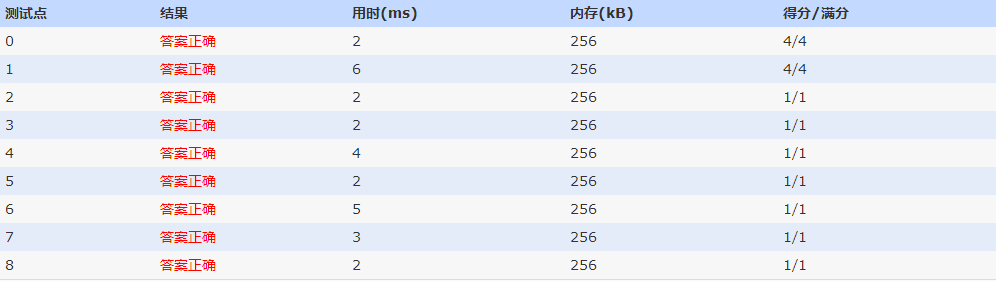 测试点 结果 用时(ms) 内存(kB) 得分/满分
0 答案正确 2 256 4/4
1 答案正确 6 256 4/4
2 答案正确 2 256 1/1
3 答案正确 2 256 1/1
4 答案正确 4 256 1/1
5 答案正确 2 256 1/1
6 答案正确 5 256 1/1
7 答案正确 3 256 1/1
8 答案正确 2 256 1/1